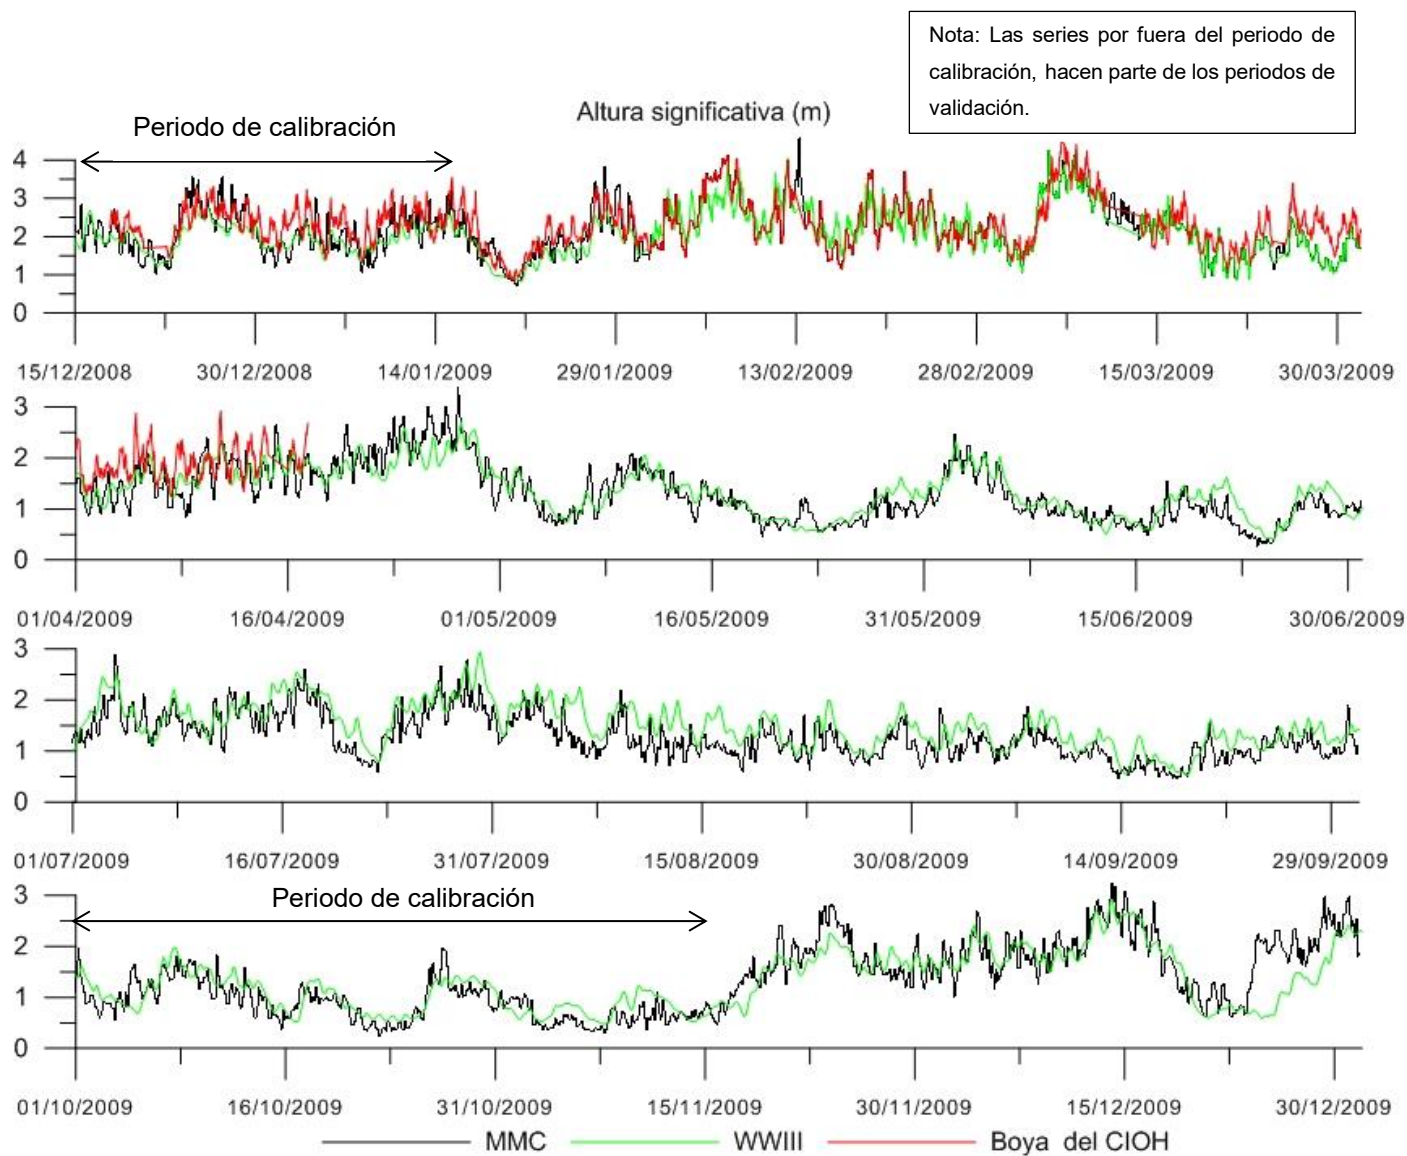 Nota: Las series por fuera del periodo de
calibración, hacen parte de los periodos de
validación.
Altura significativa (m)
Periodo de calibración
4
3
2
1
0
15/12/2008 30/12/2008 14/01/2009 29/01/2009 13/02/2009 28/02/2009 15/03/2009 30/03/2009
3
2
1
0
01/04/2009 16/04/2009 01/05/2009 16/05/2009 31/05/2009 15/06/2009 30/06/2009
3
2
1
0
01/07/2009 16/07/2009 31/07/2009 15/08/2009 30/08/2009 14/09/2009 29/09/2009
Periodo de calibración
3
2
1
0
01/10/2009 16/10/2009 31/10/2009 15/11/2009 30/11/2009 15/12/2009 30/12/2009
MMC WWIII Boya del CIOH